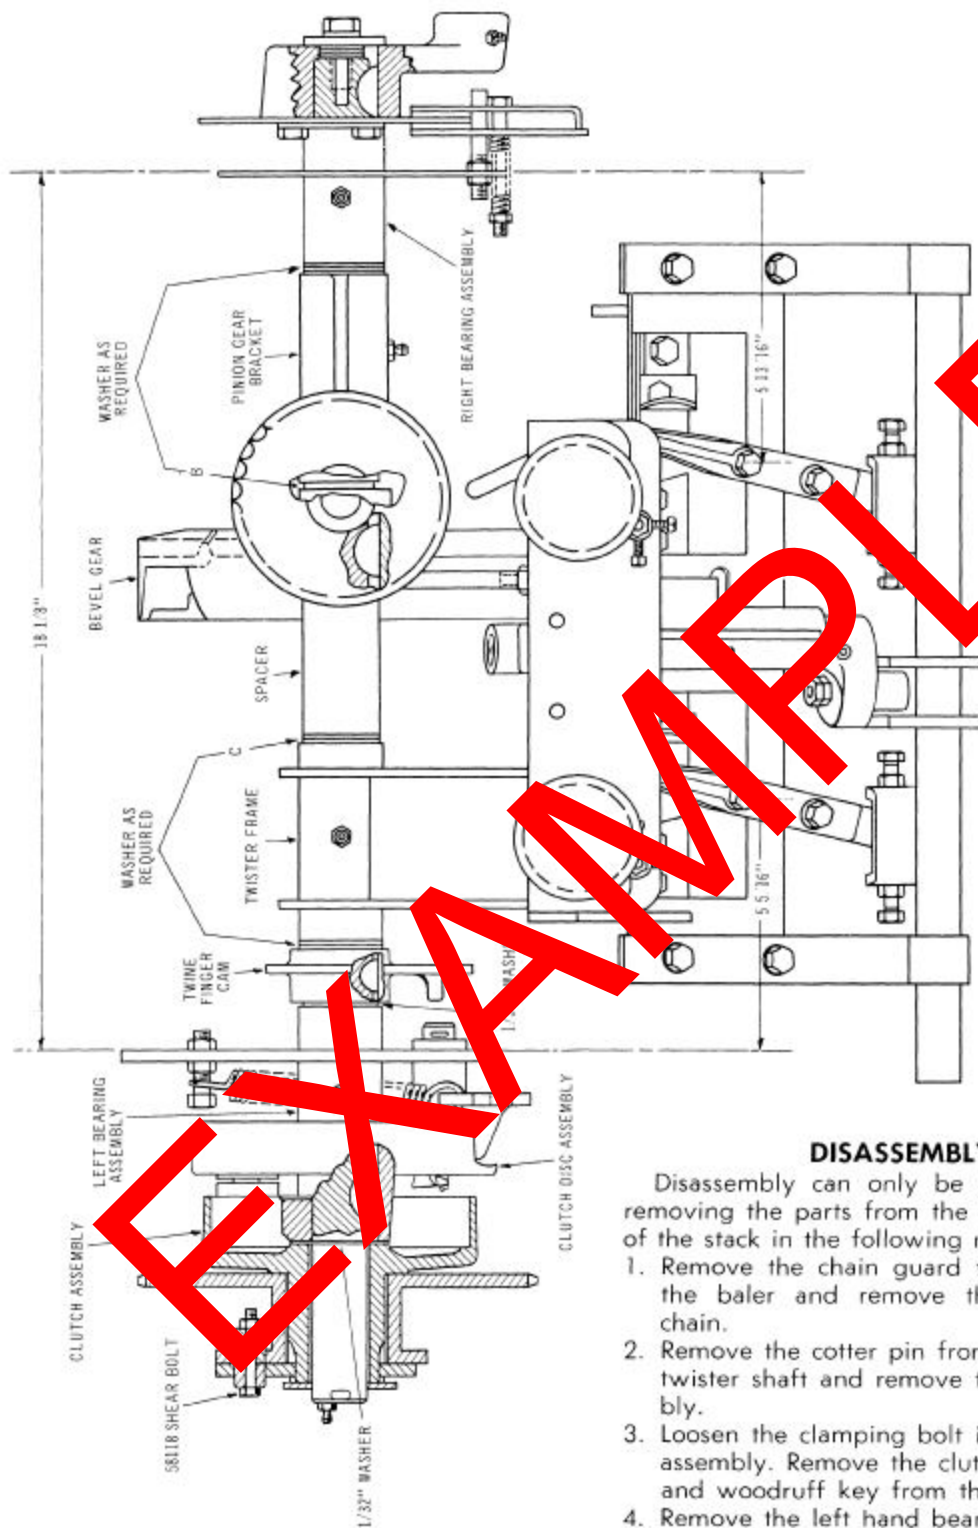 WASHER AS
REQUIRED
PINION GEAR
BRACKET
RIGHT BEARING ASSEMBLY
B
BEVEL GEAR
18 1/8"
5 13/16"
SPACER
C
WASHER AS
REQUIRED
TWISTER FRAME
TWINE
FINGER
CAM
5 5/16"
LEFT BEARING
ASSEMBLY
CLUTCH DISC ASSEMBLY
CLUTCH ASSEMBLY
58118 SHEAR BOLT
1/32" WASHER
EXAMPLE
DISASSEMBLY
Disassembly can only be
removing the parts from the
of the stack in the following
1. Remove the chain guard
the baler and remove
chain.
2. Remove the cotter pin from
twister shaft and remove
bly.
3. Loosen the clamping bolt
assembly. Remove the
and woodruff key from
4. Remove the left hand